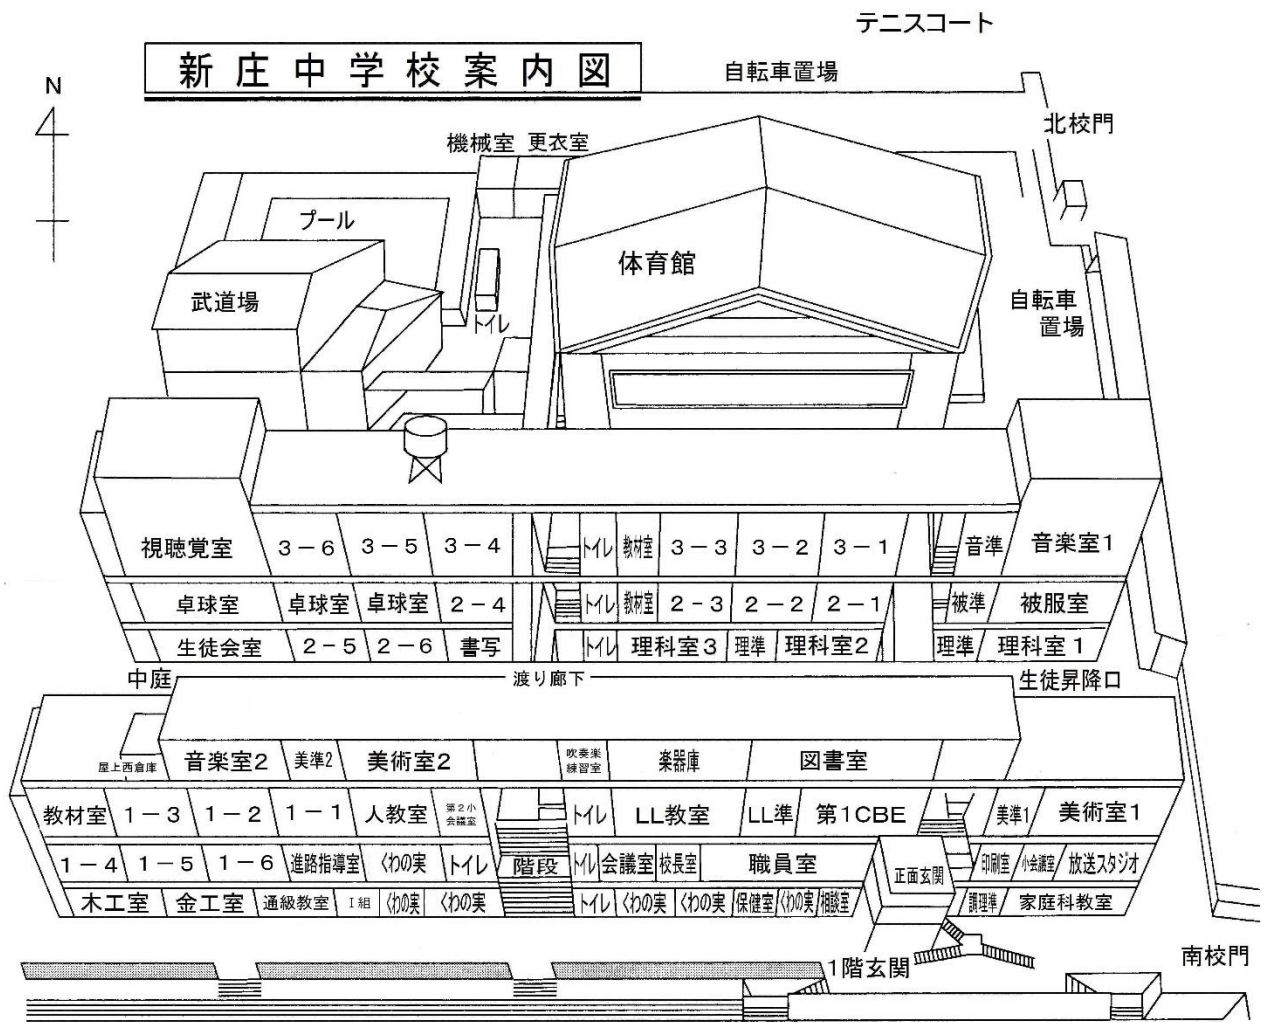 テニスコート
新庄中学校案内図
自転車置場
N
北校門
機械室 更衣室
プール
体育館
武道場
トイレ
自転車
置場
視聴覚室 3-6 3-5 3-4 トイレ 教材室 3-3 3-2 3-1 音準 音楽室1
卓球室 卓球室 卓球室 2-4 トイレ 教材室 2-3 2-2 2-1 被準 被服室
生徒会室 2-5 2-6 書写 トイレ 理科室3 理準 理科室2 理準 理科室1
中庭 渡り廊下 生徒昇降口
屋上西倉庫 音楽室2 美準2 美術室2 吹奏楽
練習室 楽器庫 図書室
教材室 1-3 1-2 1-1 人教室 第2小
会議室 トイレ LL教室 LL準 第1CBE 美準1 美術室1
1-4 1-5 1-6 進路指導室 くわの実 トイレ 階段 トイレ 会議室 校長室 職員室 正面玄関 印刷室 小会議室 放送スタジオ
木工室 金工室 通級教室 I組 くわの実 くわの実 トイレ くわの実 くわの実 保健室 くわの実 相談室 調理準 家庭科教室
1階玄関
南校門